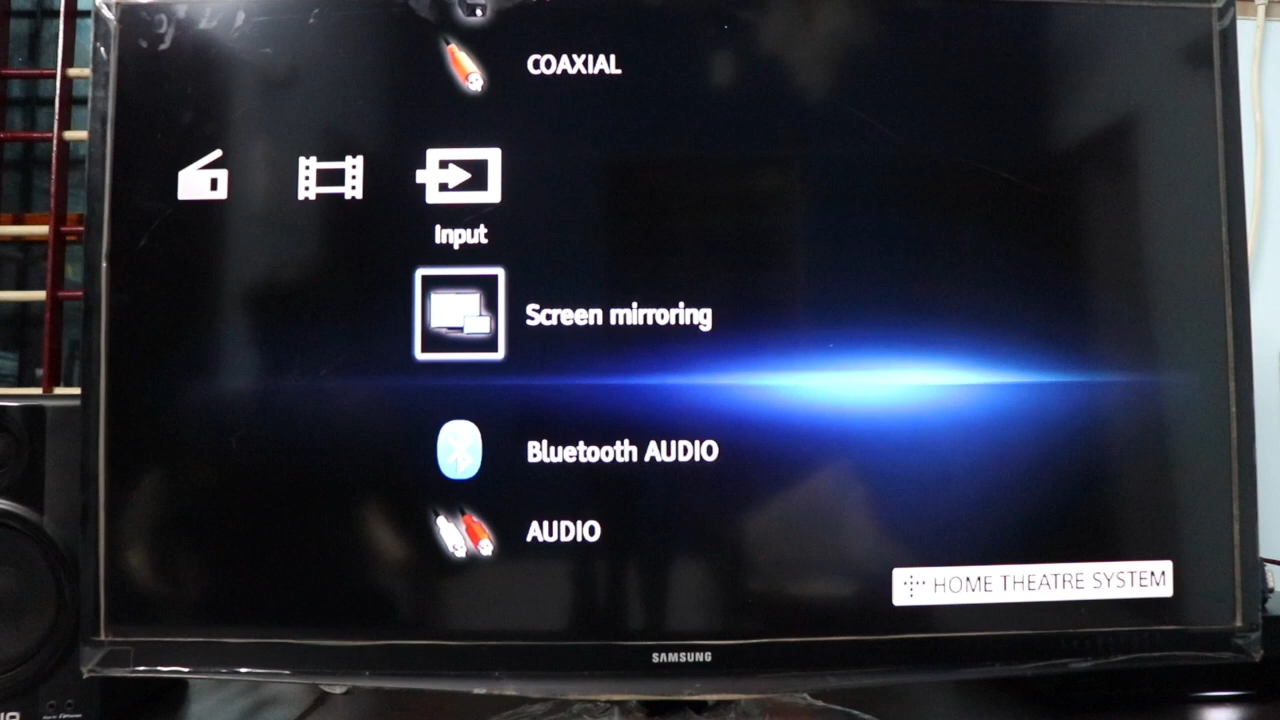 COAXIAL
Input
Screen mirroring
Bluetooth AUDIO
AUDIO
HOME THEATRE SYSTEM
SAMSUNG